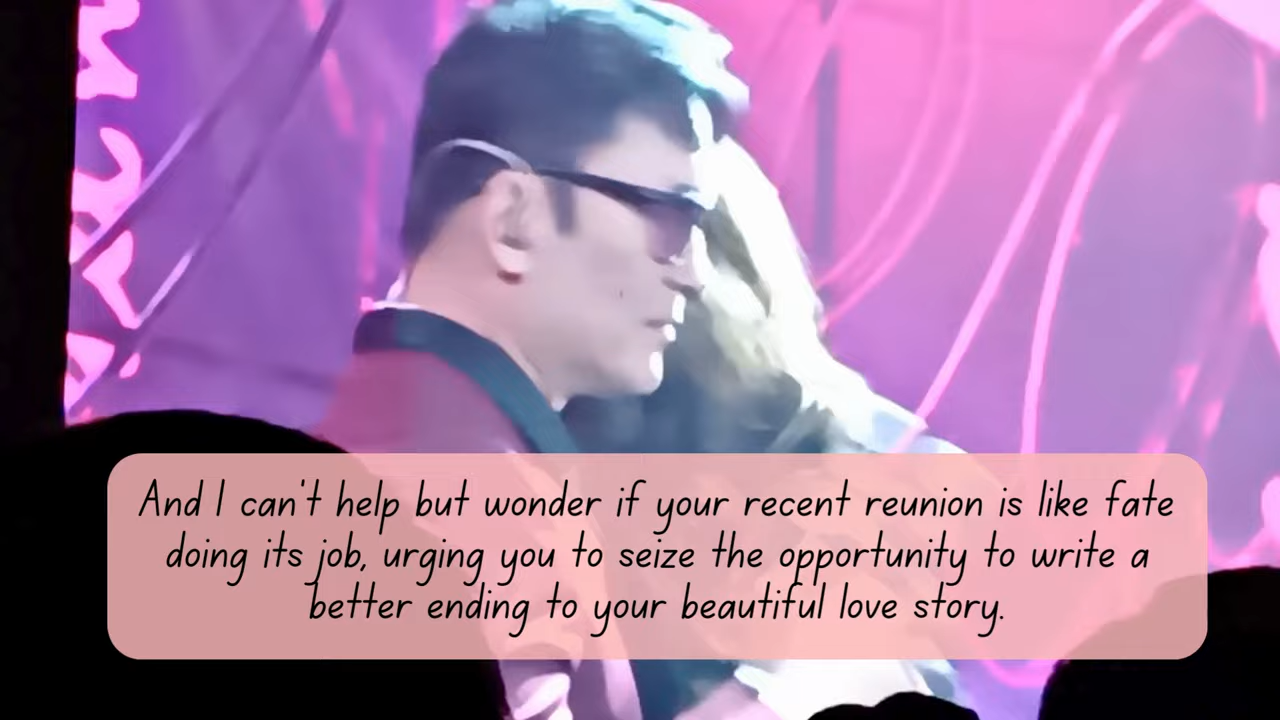 And I can't help but wonder if your recent reunion is like fate
doing its job, urging you to seize the opportunity to write a
better ending to your beautiful love story.